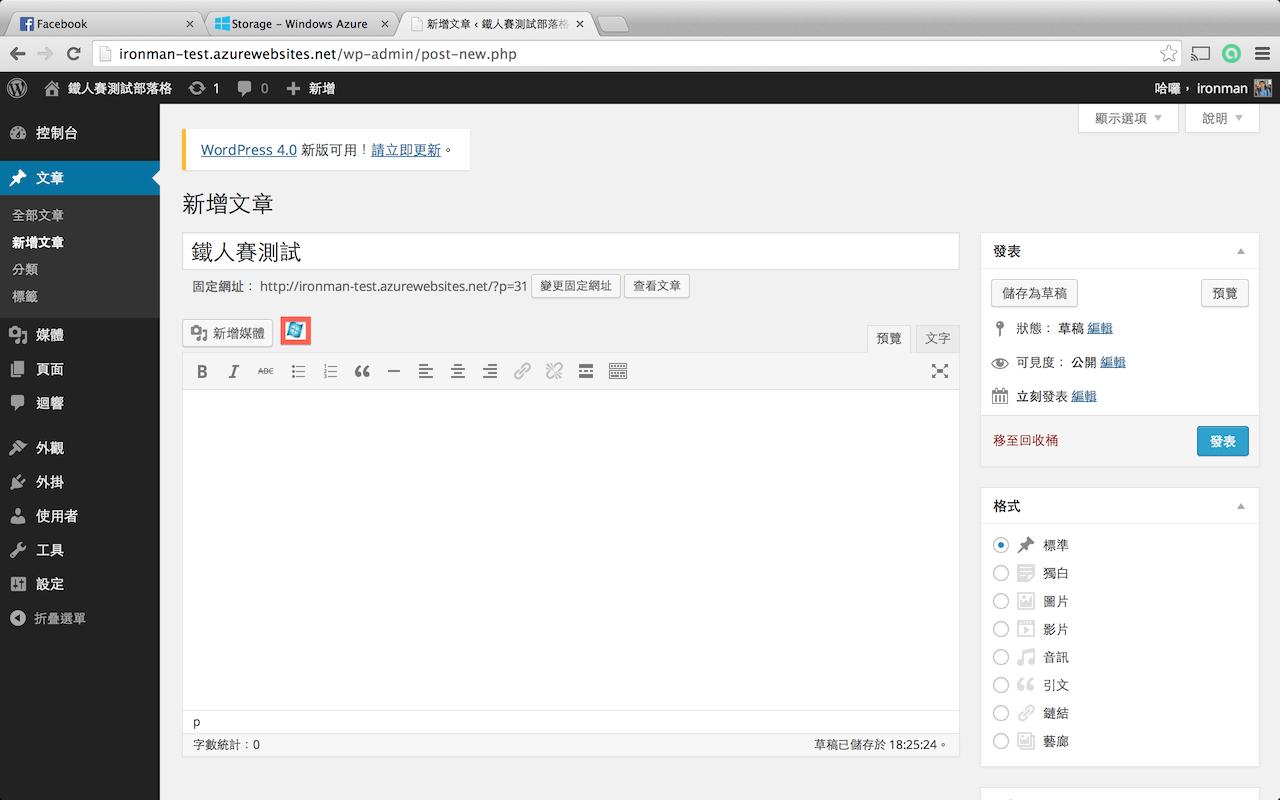 Facebook
Storage - Windows Azure
新增文章 ‹ 鐵人賽測試部落格
ironman-test.azurewebsites.net/wp-admin/post-new.php
鐵人賽測試部落格 1 0 新增
哈囉，ironman
顯示選項
說明
控制台
文章
全部文章
新增文章
分類
標籤
媒體
頁面
迴響
外觀
外掛
使用者
工具
設定
折疊選單
WordPress 4.0 新版可用！請立即更新。
新增文章
鐵人賽測試
固定網址： http://ironman-test.azurewebsites.net/?p=31 變更固定網址 查看文章
新增媒體
預覽 文字
B I ABC
p
字數統計：0
草稿已儲存於 18:25:24。
發表
儲存為草稿 預覽
狀態： 草稿 編輯
可見度： 公開 編輯
立刻發表 編輯
移至回收桶 發表
格式
標準
獨白
圖片
影片
音訊
引文
鏈結
藝廊